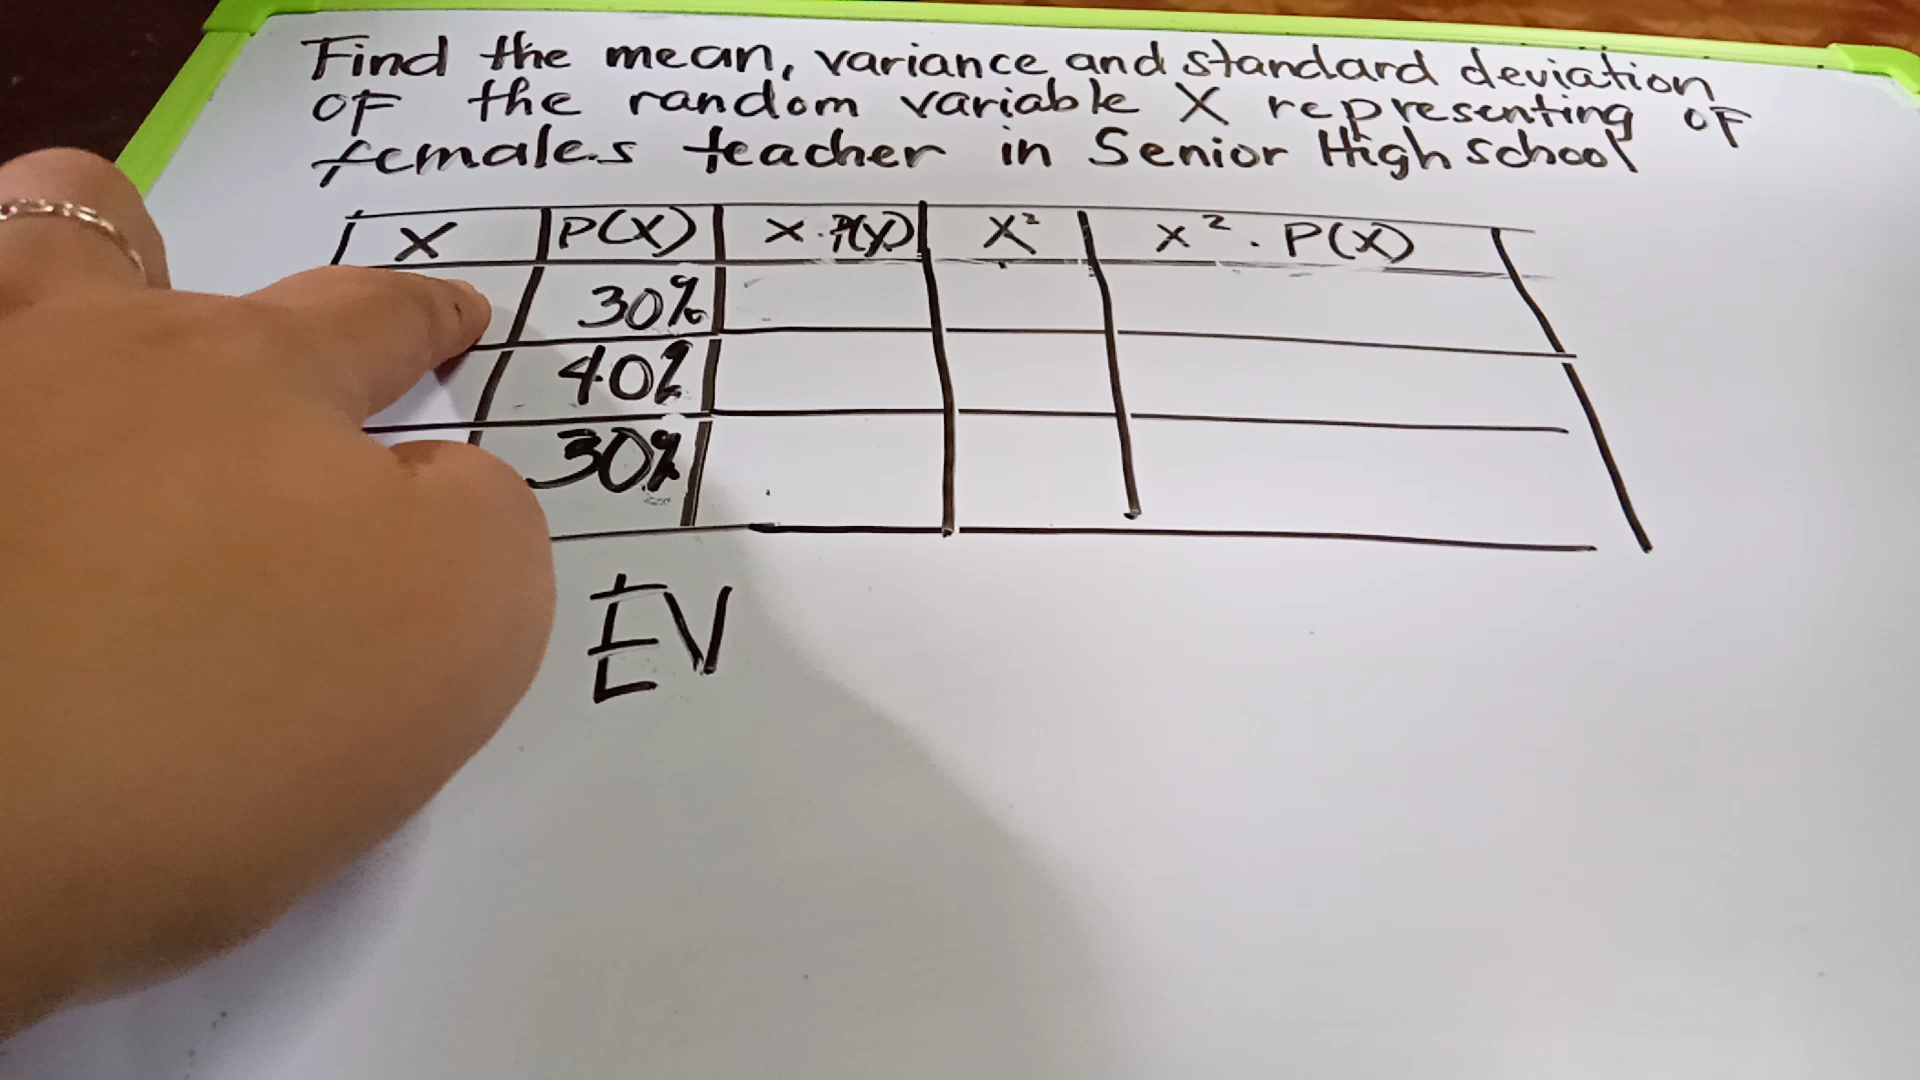 Find the mean, variance and standard deviation
OF the random variable X representing OF
females teacher in Senior High School
X P(X) X·P(X) X² X²·P(X)
30%
40%
30%
EV